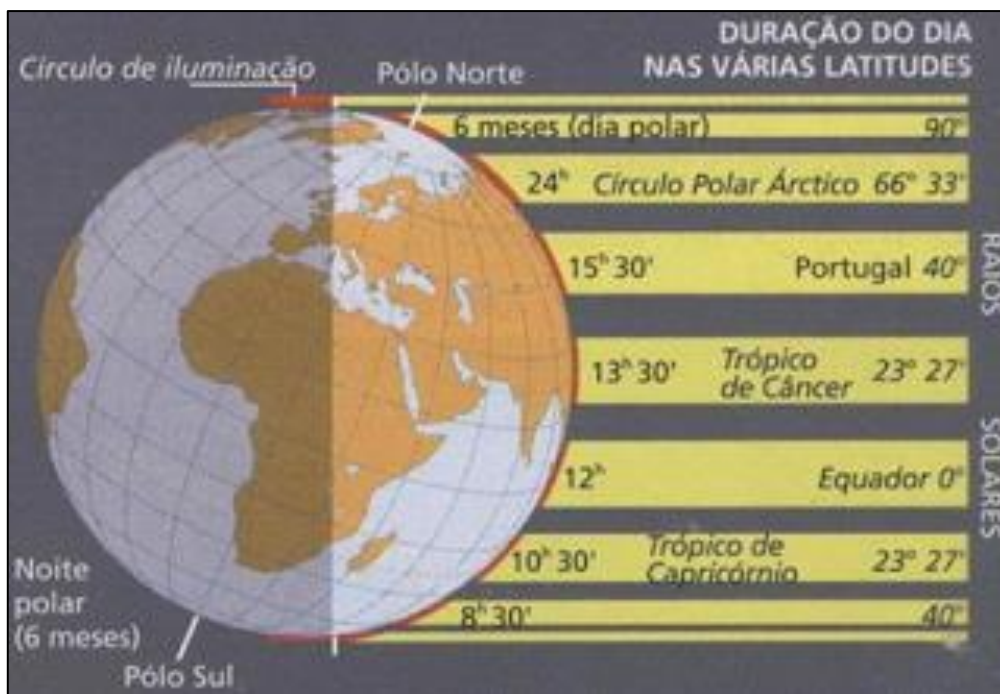 DURAÇÃO DO DIA
NAS VÁRIAS LATITUDES
Círculo de iluminação
Pólo Norte
6 meses (dia polar) 90°
24ʰ Círculo Polar Árctico 66° 33'
15ʰ 30' Portugal 40°
13ʰ 30' Trópico
de Câncer 23° 27'
12ʰ Equador 0°
10ʰ 30' Trópico de
Capricórnio 23° 27'
8ʰ 30' 40°
RAIOS
SOLARES
Noite
polar
(6 meses)
Pólo Sul